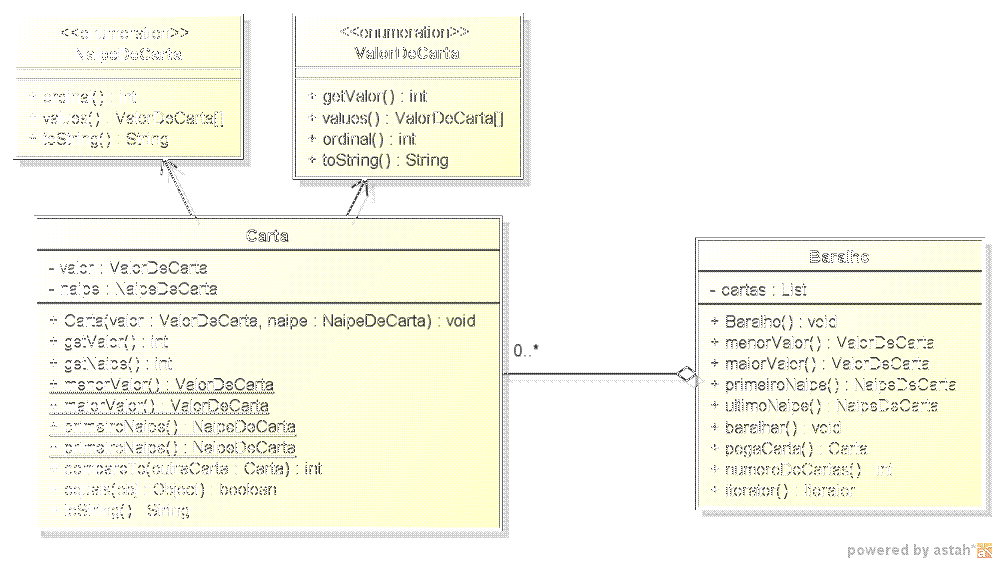 <<enumeration>>
NaipeDeCarta
+ ordinal() : int
+ values() : ValorDeCarta[]
+ toString() : String
<<enumeration>>
ValorDeCarta
+ getValor() : int
+ values() : ValorDeCarta[]
+ ordinal() : int
+ toString() : String
Carta
- valor : ValorDeCarta
- naipe : NaipeDeCarta
+ Carta(valor : ValorDeCarta, naipe : NaipeDeCarta) : void
+ getValor() : int
+ getNaipe() : int
+ menorValor() : ValorDeCarta
+ maiorValor() : ValorDeCarta
+ primeiroNaipe() : NaipeDeCarta
+ primeiroNaipe() : NaipeDeCarta
+ compareTo(outraCarta : Carta) : int
+ equals(obj : Object) : boolean
+ toString() : String
0..*
Baralho
- cartas : List
+ Baralho() : void
+ menorValor() : ValorDeCarta
+ maiorValor() : ValorDeCarta
+ primeiroNaipe() : NaipeDeCarta
+ ultimoNaipe() : NaipeDeCarta
+ baralhar() : void
+ pegaCarta() : Carta
+ numeroDeCartas() : int
+ iterator() : Iterator
powered by astah*